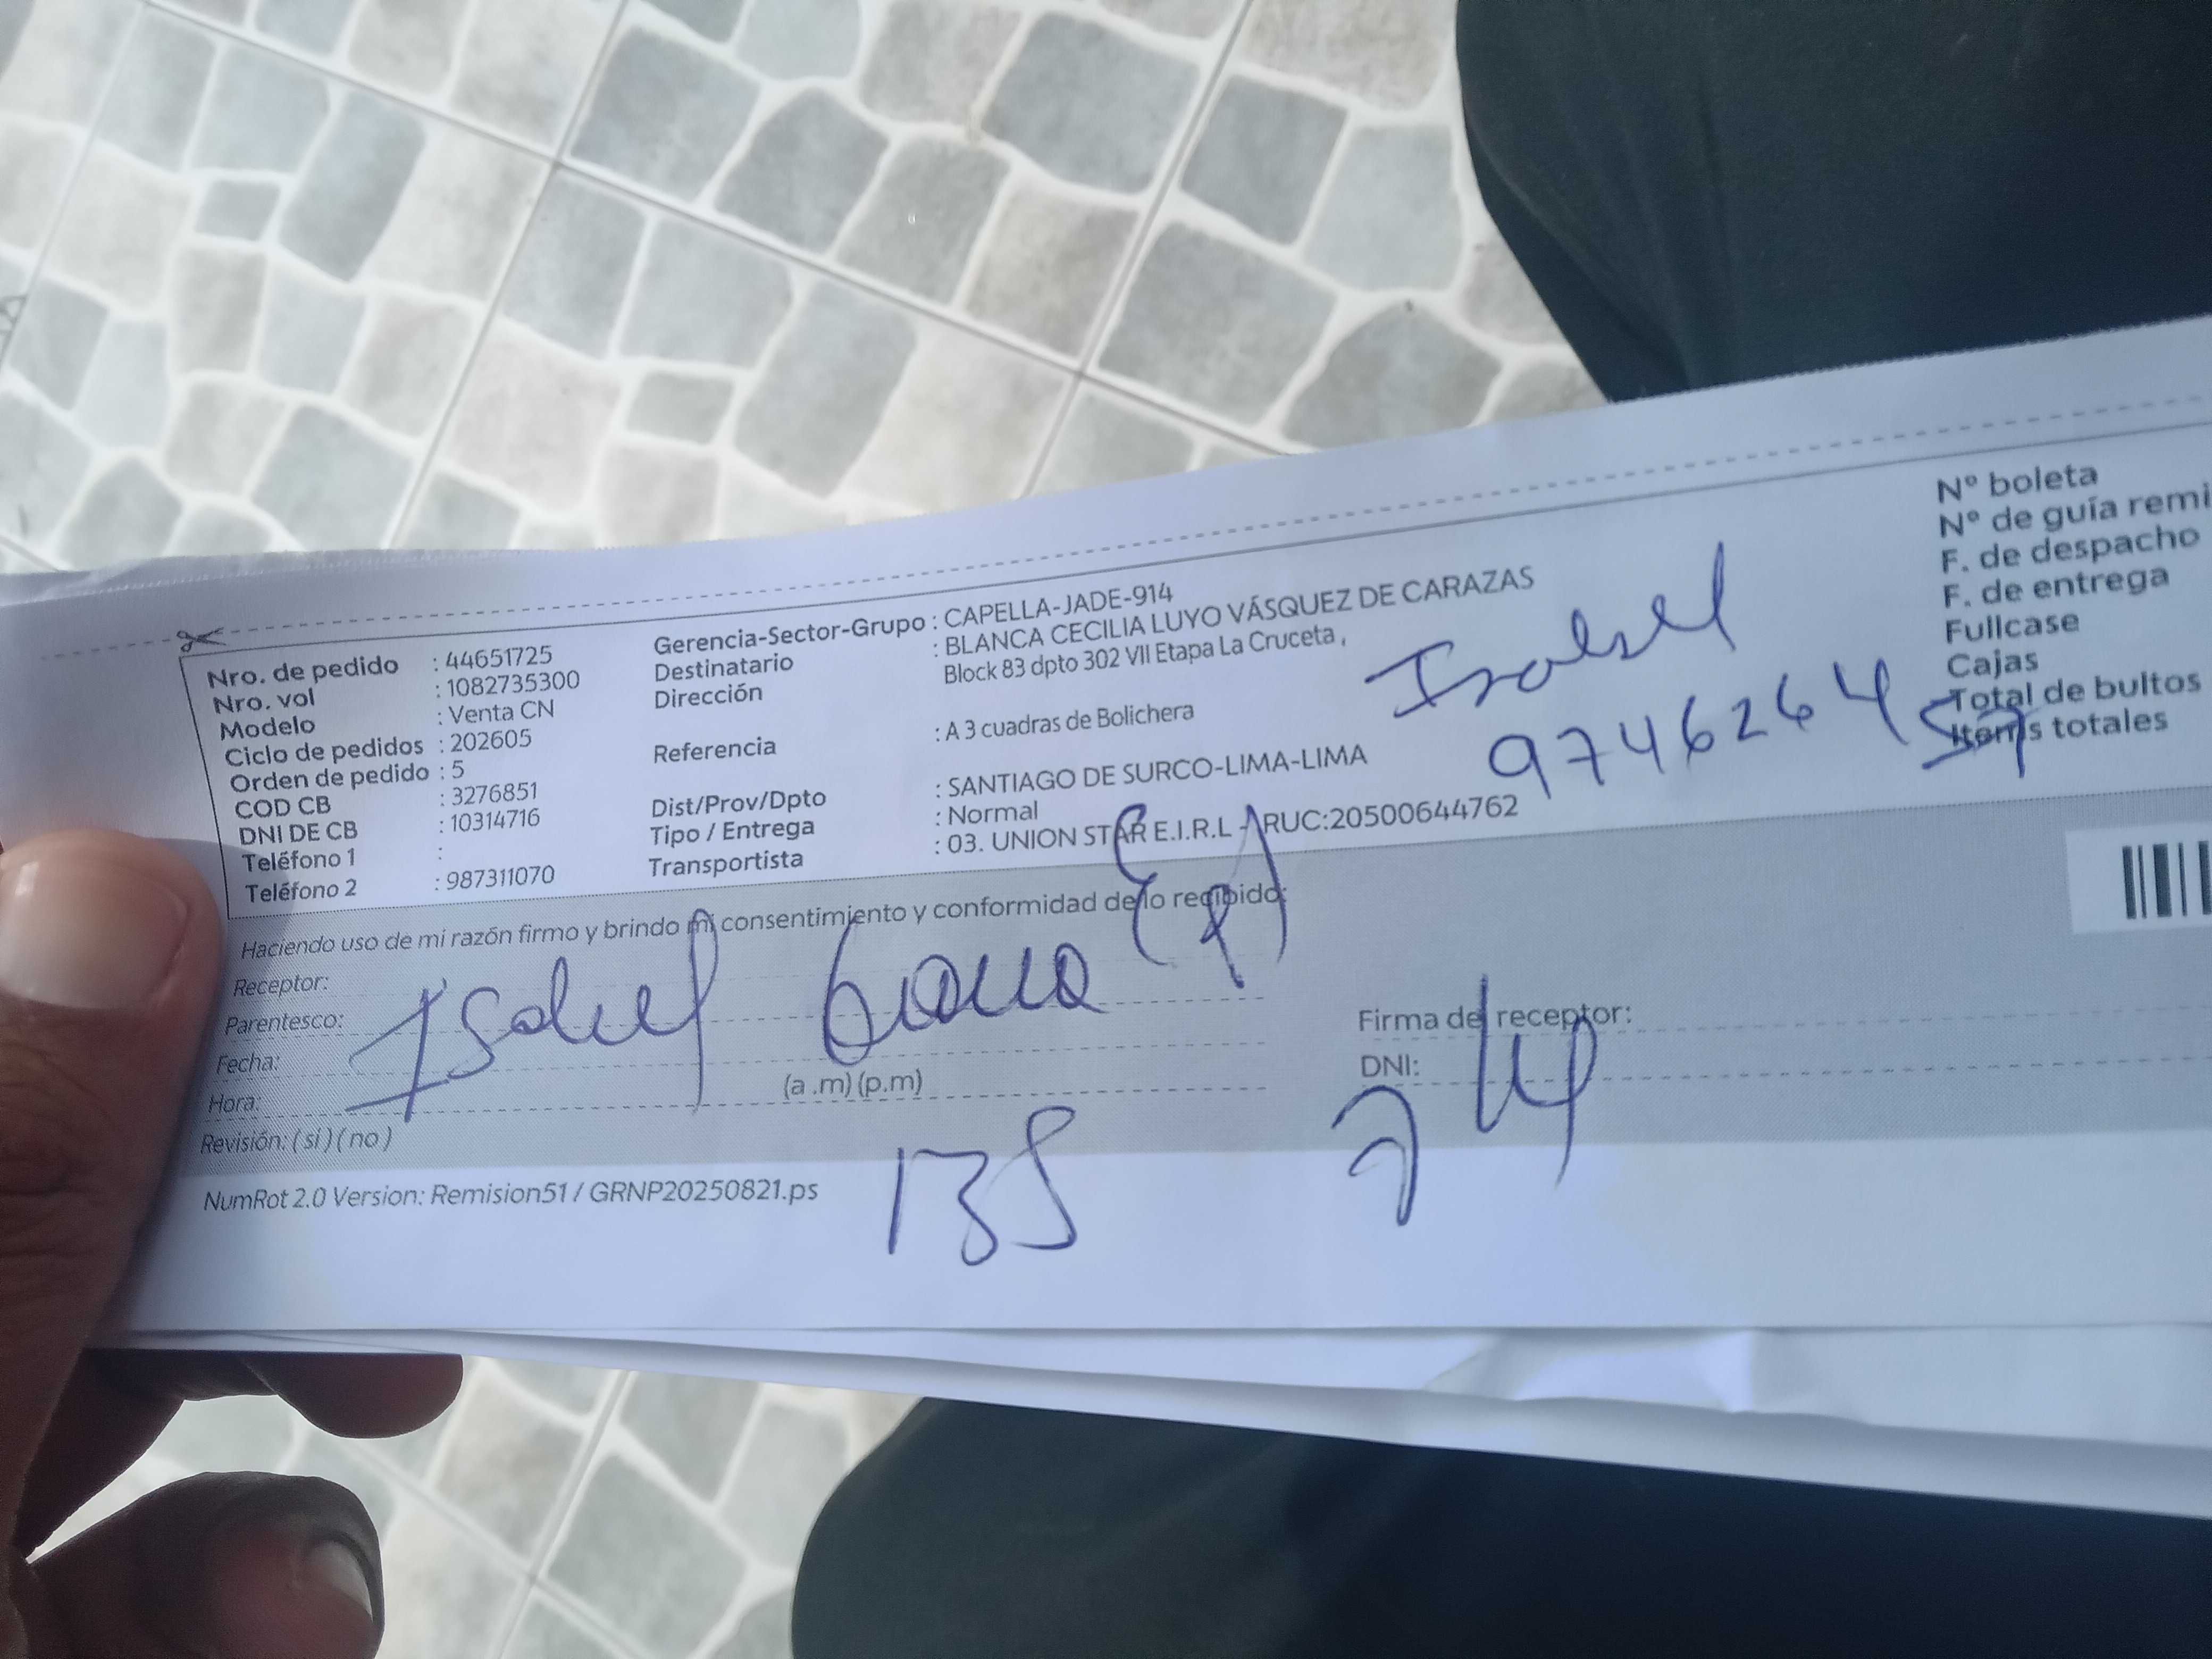 Nro. de pedido : 44651725
Nro. vol : 1082735300
Modelo : Venta CN
Ciclo de pedidos : 202605
Orden de pedido : 5
COD CB : 3276851
DNI DE CB : 10314716
Teléfono 1 :
Teléfono 2 : 987311070
Gerencia-Sector-Grupo : CAPELLA-JADE-914
Destinatario : BLANCA CECILIA LUYO VÁSQUEZ DE CARAZAS
Dirección Block 83 dpto 302 VII Etapa La Cruceta ,
Referencia : A 3 cuadras de Bolichera
Dist/Prov/Dpto : SANTIAGO DE SURCO-LIMA-LIMA
Tipo / Entrega : Normal
Transportista : 03. UNION STAR E.I.R.L - RUC:20500644762
Isabel
974626459
Nº boleta
Nº de guía remi
F. de despacho
F. de entrega
Fullcase
Cajas
Total de bultos
Items totales
Haciendo uso de mi razón firmo y brindo mi consentimiento y conformidad de lo recibido:
Receptor:
Parentesco:
Fecha:
Hora: (a .m) (p.m)
Revisión: ( si ) ( no )
Isabel
Firma del receptor:
DNI:
NumRot 2.0 Version: Remision51 / GRNP20250821.ps